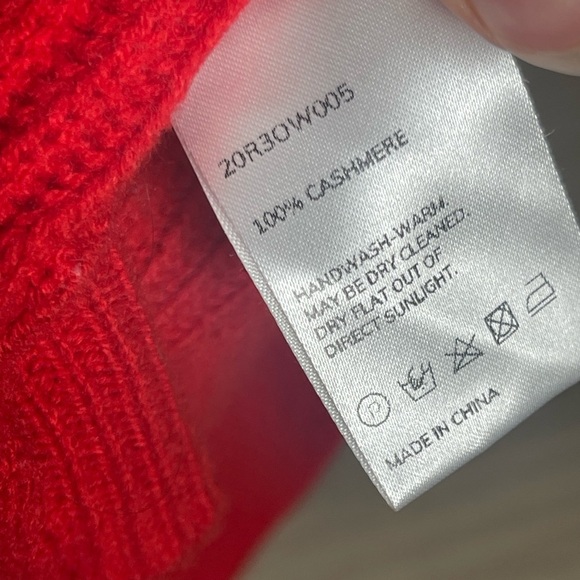 20R3OW005
100% CASHMERE
HANDWASH-WARM.
MAY BE DRY CLEANED.
DRY FLAT OUT OF
DIRECT SUNLIGHT.
P
MADE IN CHINA